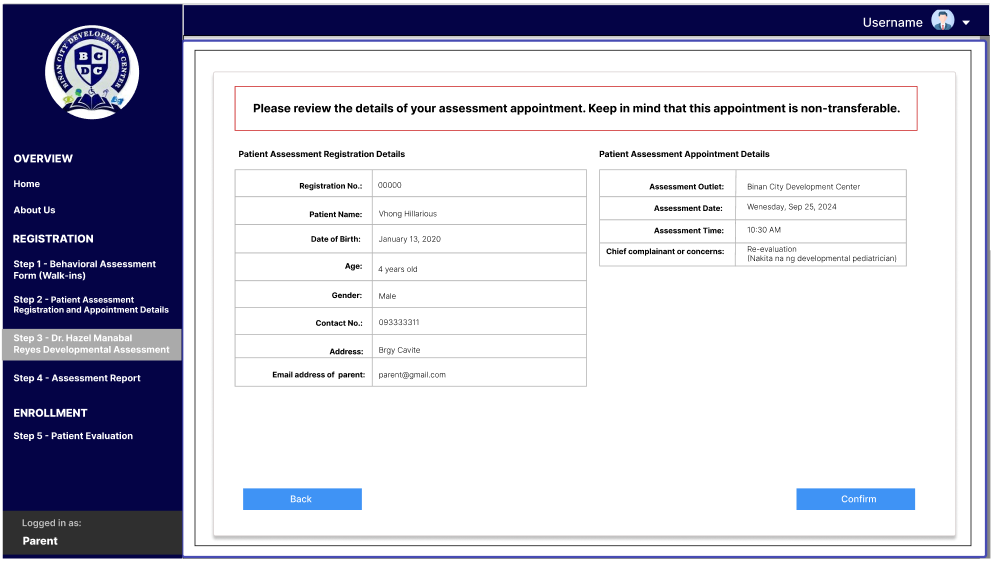 Username
BINAN CITY DEVELOPMENT CENTER
B C
D C
OVERVIEW
Home
About Us
REGISTRATION
Step 1 - Behavioral Assessment
Form (Walk-ins)
Step 2 - Patient Assessment
Registration and Appointment Details
Step 3 - Dr. Hazel Manabal
Reyes Developmental Assessment
Step 4 - Assessment Report
ENROLLMENT
Step 5 - Patient Evaluation
Logged in as:
Parent
Please review the details of your assessment appointment. Keep in mind that this appointment is non-transferable.
Patient Assessment Registration Details
Registration No.: 00000
Patient Name: Vhong Hillarious
Date of Birth: January 13, 2020
Age: 4 years old
Gender: Male
Contact No.: 093333311
Address: Brgy Cavite
Email address of parent: parent@gmail.com
Patient Assessment Appointment Details
Assessment Outlet: Binan City Development Center
Assessment Date: Wenesday, Sep 25, 2024
Assessment Time: 10:30 AM
Chief complainant or concerns: Re-evaluation
(Nakita na ng developmental pediatrician)
Back
Confirm